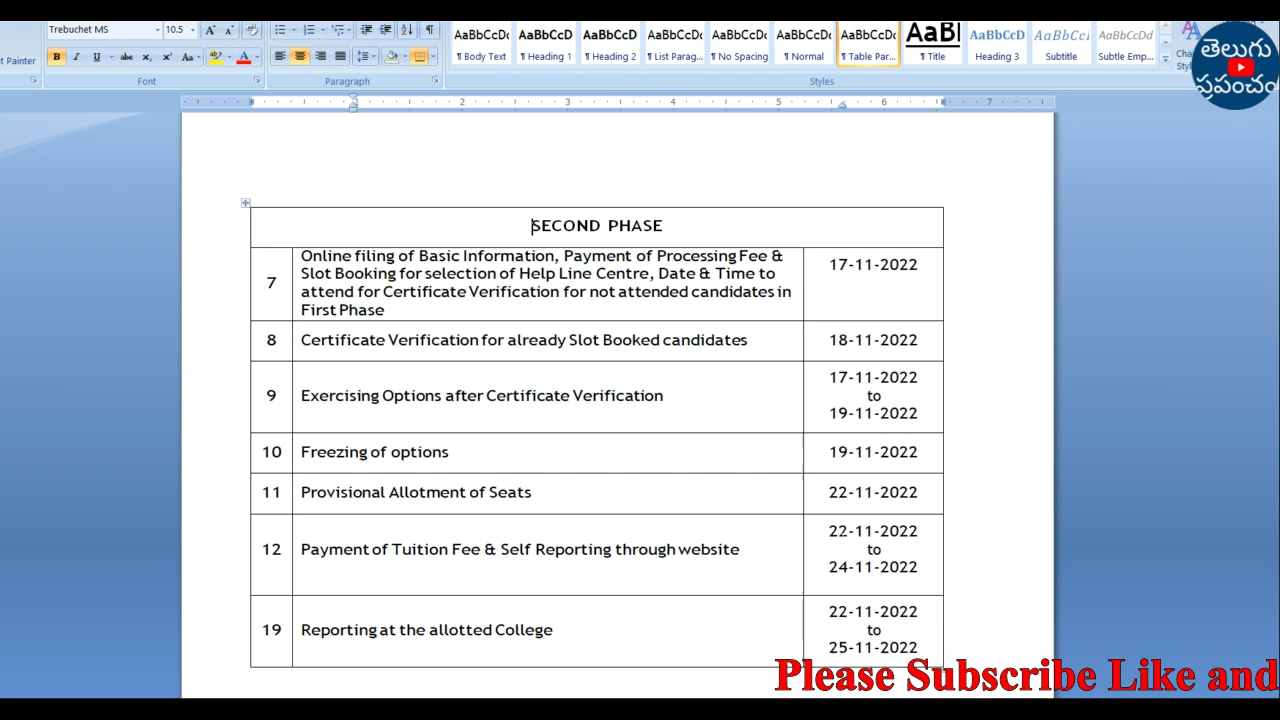 Trebuchet MS
10.5
AaBbCcDc
AaBbCcD
AaBbCcD
AaBbCcDc
AaBbCcDc
AaBbCcDc
AaBbCcDc
AaBl
AaBbCcD
AaBbCcl
AaBbCcDd
t Painter
¶ Body Text
¶ Heading 1
¶ Heading 2
¶ List Parag...
¶ No Spacing
¶ Normal
¶ Table Par...
¶ Title
Heading 3
Subtitle
Subtle Emp...
Font
Paragraph
Styles
తెలుగు
ప్రపంచం
2 3 4 5 6 7
SECOND PHASE
7
Online filing of Basic Information, Payment of Processing Fee &
Slot Booking for selection of Help Line Centre, Date & Time to
attend for Certificate Verification for not attended candidates in
First Phase
17-11-2022
8 Certificate Verification for already Slot Booked candidates 18-11-2022
9 Exercising Options after Certificate Verification
17-11-2022
to
19-11-2022
10 Freezing of options 19-11-2022
11 Provisional Allotment of Seats 22-11-2022
12 Payment of Tuition Fee & Self Reporting through website
22-11-2022
to
24-11-2022
19 Reporting at the allotted College
22-11-2022
to
25-11-2022
Please Subscribe Like and